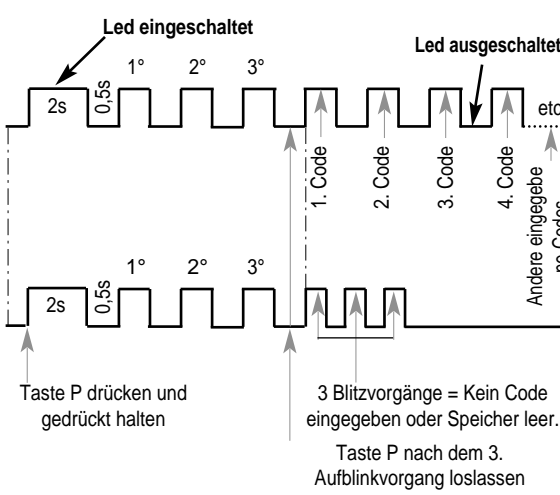 Led eingeschaltet
Led ausgeschaltet
1° 2° 3°
2s
0,5s
etc
1. Code
2. Code
3. Code
4. Code
Andere eingegebe
ne Codes
1° 2° 3°
2s
0,5s
Taste P drücken und
gedrückt halten
3 Blitzvorgänge = Kein Code
eingegeben oder Speicher leer.
Taste P nach dem 3.
Aufblinkvorgang loslassen